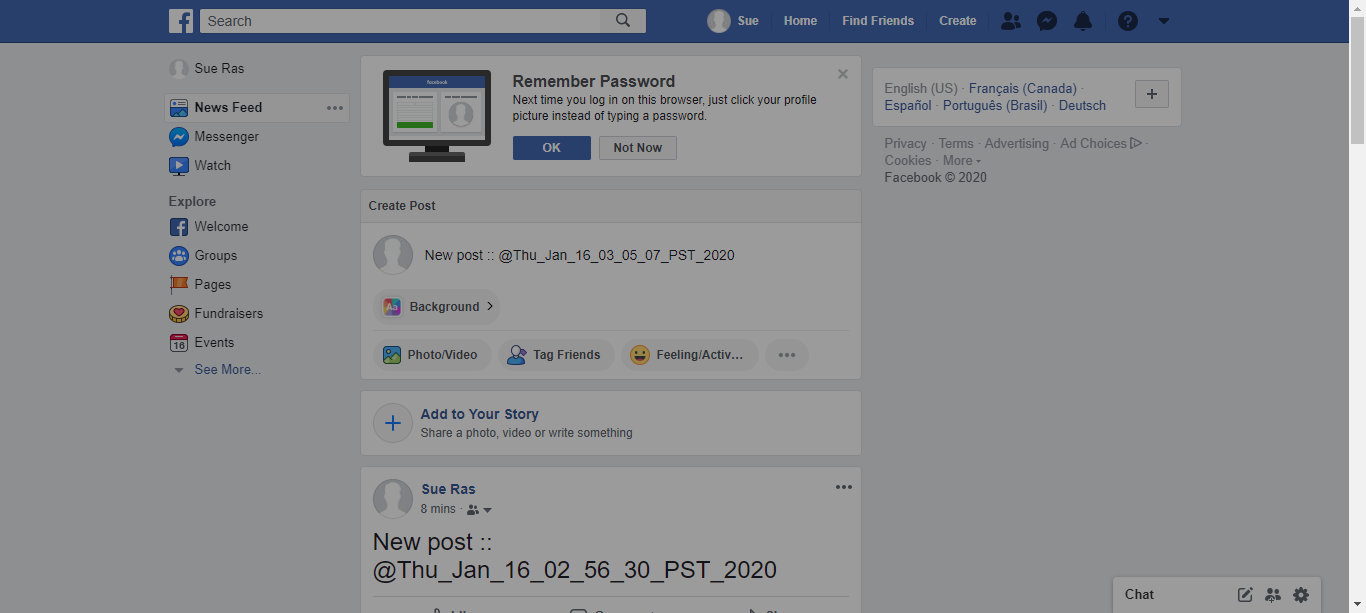 Search
Sue
Home
Find Friends
Create
Sue Ras
News Feed
Messenger
Watch
Explore
Welcome
Groups
Pages
Fundraisers
16
Events
See More...
facebook
Remember Password
Next time you log in on this browser, just click your profile
picture instead of typing a password.
OK
Not Now
Create Post
New post :: @Thu_Jan_16_03_05_07_PST_2020
Aa
Background
Photo/Video
Tag Friends
Feeling/Activ...
Add to Your Story
Share a photo, video or write something
Sue Ras
8 mins ·
New post ::
@Thu_Jan_16_02_56_30_PST_2020
English (US) · Français (Canada) ·
Español · Português (Brasil) · Deutsch
Privacy · Terms · Advertising · Ad Choices ·
Cookies · More
Facebook © 2020
Chat